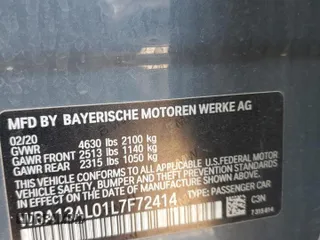 MFD BY BAYERISCHE MOTOREN WERKE AG
02/20
GVWR 4630 lbs 2100 kg
GAWR FRONT 2513 lbs 1140 kg
GAWR REAR 2315 lbs 1050 kg
THIS VEHICLE CONFORMS TO ALL APPLICABLE U.S. FEDERAL MOTOR
VEHICLE SAFETY, BUMPER, AND THEFT PREVENTION STANDARDS IN
EFFECT ON THE DATE OF MANUFACTURE SHOWN ABOVE.
WBA13AL01L7F72414 TYPE: PASSENGER CAR
C3N